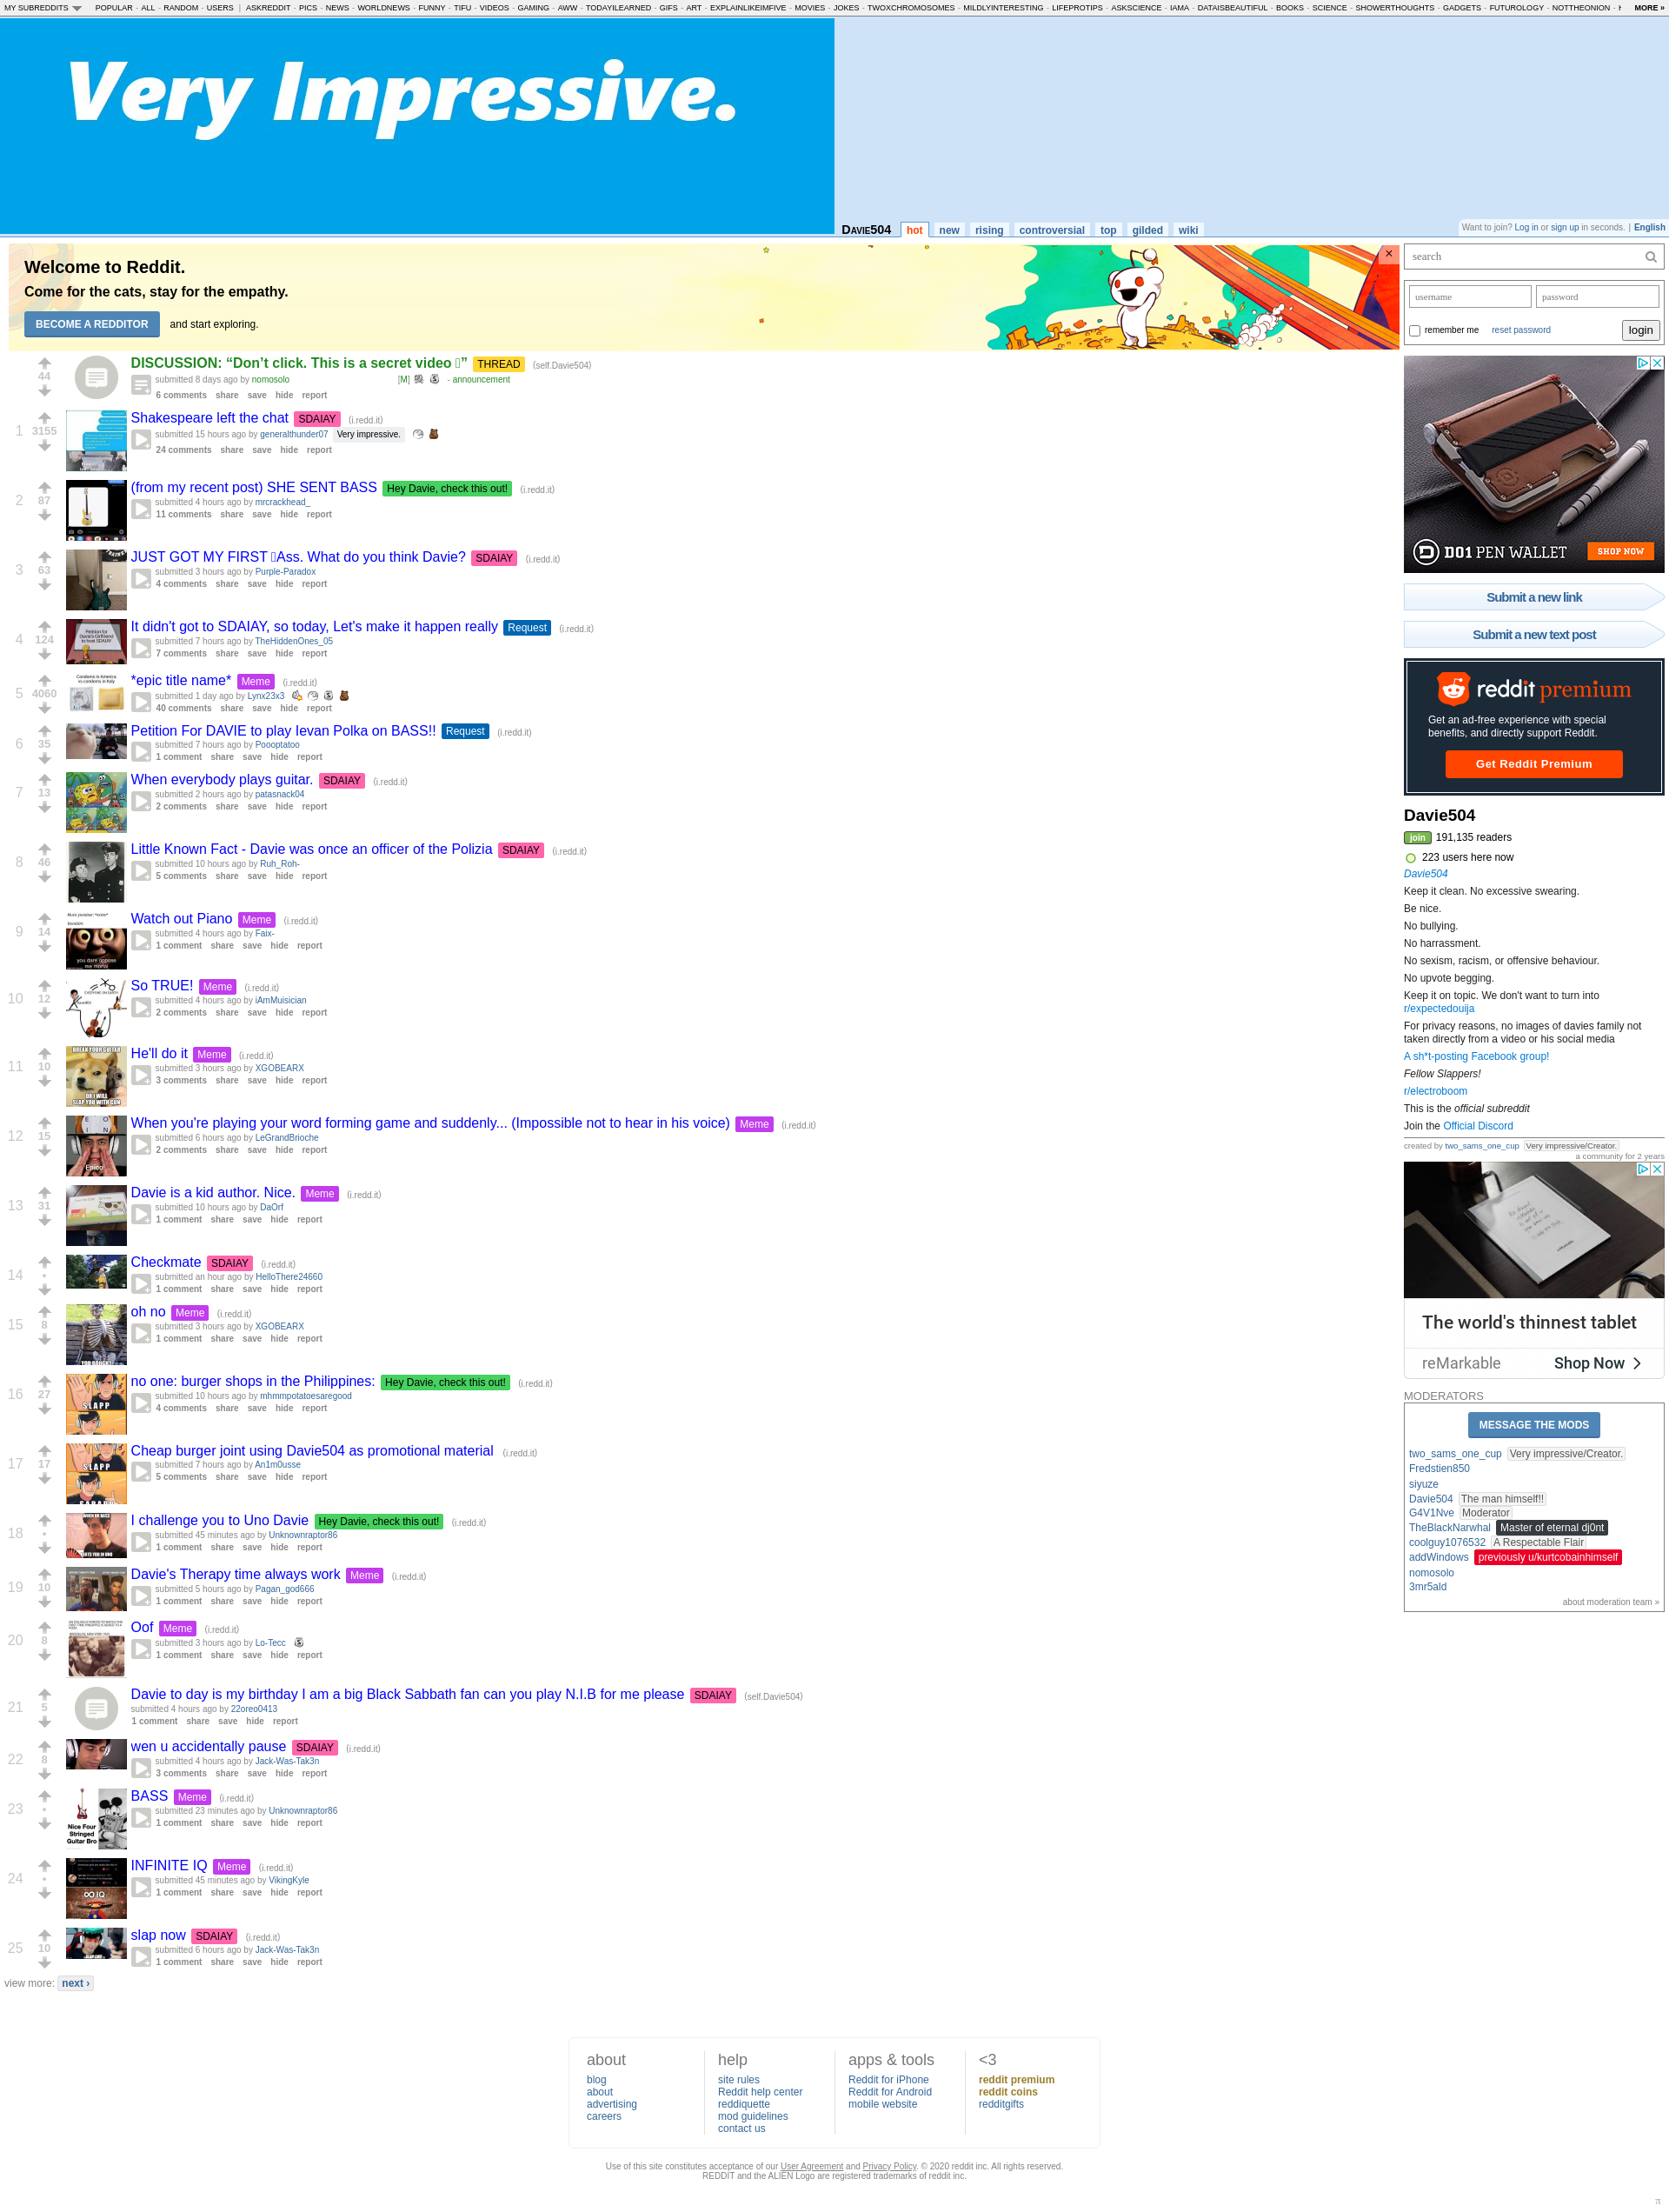 MY SUBREDDITS POPULAR - ALL - RANDOM - USERS | ASKREDDIT - PICS - NEWS - WORLDNEWS - FUNNY - TIFU - VIDEOS - GAMING - AWW - TODAYILEARNED - GIFS - ART - EXPLAINLIKEIMFIVE - MOVIES - JOKES - TWOXCHROMOSOMES - MILDLYINTERESTING - LIFEPROTIPS - ASKSCIENCE - IAMA - DATAISBEAUTIFUL - BOOKS - SCIENCE - SHOWERTHOUGHTS - GADGETS - FUTUROLOGY - NOTTHEONION MORE »
Very Impressive.
DAVIE504 hot new rising controversial top gilded wiki
Want to join? Log in or sign up in seconds. | English
Welcome to Reddit.
Come for the cats, stay for the empathy.
BECOME A REDDITOR and start exploring.
44
DISCUSSION: “Don’t click. This is a secret video ” THREAD (self.Davie504)
submitted 8 days ago by nomosolo [M] - announcement
6 comments share save hide report
1 3155
Shakespeare left the chat SDAIAY (i.redd.it)
submitted 15 hours ago by generalthunder07 Very impressive.
24 comments share save hide report
2 87
(from my recent post) SHE SENT BASS Hey Davie, check this out! (i.redd.it)
submitted 4 hours ago by mrcrackhead_
11 comments share save hide report
3 63
JUST GOT MY FIRST Ass. What do you think Davie? SDAIAY (i.redd.it)
submitted 3 hours ago by Purple-Paradox
4 comments share save hide report
4 124
It didn't got to SDAIAY, so today, Let's make it happen really Request (i.redd.it)
submitted 7 hours ago by TheHiddenOnes_05
7 comments share save hide report
5 4060
Condoms in America vs condoms in Italy
*epic title name* Meme (i.redd.it)
submitted 1 day ago by Lynx23x3
40 comments share save hide report
6 35
Petition For DAVIE to play Ievan Polka on BASS!! Request (i.redd.it)
submitted 7 hours ago by Poooptatoo
1 comment share save hide report
7 13
When everybody plays guitar. SDAIAY (i.redd.it)
submitted 2 hours ago by patasnack04
2 comments share save hide report
8 46
Little Known Fact - Davie was once an officer of the Polizia SDAIAY (i.redd.it)
submitted 10 hours ago by Ruh_Roh-
5 comments share save hide report
9 14
you dare oppose me mortal
Watch out Piano Meme (i.redd.it)
submitted 4 hours ago by Faix-
1 comment share save hide report
10 12
So TRUE! Meme (i.redd.it)
submitted 4 hours ago by iAmMuisician
2 comments share save hide report
11 10
BREAK YOUR GUITAR
OR I WILL SLAP YOU WITH GUN
He'll do it Meme (i.redd.it)
submitted 3 hours ago by XGOBEARX
3 comments share save hide report
12 15
Epico
When you're playing your word forming game and suddenly... (Impossible not to hear in his voice) Meme (i.redd.it)
submitted 6 hours ago by LeGrandBrioche
2 comments share save hide report
13 31
Davie is a kid author. Nice. Meme (i.redd.it)
submitted 10 hours ago by DaOrf
1 comment share save hide report
14 •
Checkmate SDAIAY (i.redd.it)
submitted an hour ago by HelloThere24660
1 comment share save hide report
15 8
oh no Meme (i.redd.it)
submitted 3 hours ago by XGOBEARX
1 comment share save hide report
16 27
SLAPP
no one: burger shops in the Philippines: Hey Davie, check this out! (i.redd.it)
submitted 10 hours ago by mhmmpotatoesaregood
4 comments share save hide report
17 17
SLAPP
Cheap burger joint using Davie504 as promotional material (i.redd.it)
submitted 7 hours ago by An1m0usse
5 comments share save hide report
18 •
I challenge you to Uno Davie Hey Davie, check this out! (i.redd.it)
submitted 45 minutes ago by Unknownraptor86
1 comment share save hide report
19 10
Davie's Therapy time always work Meme (i.redd.it)
submitted 5 hours ago by Pagan_god666
1 comment share save hide report
20 8
Oof Meme (i.redd.it)
submitted 3 hours ago by Lo-Tecc
1 comment share save hide report
21 5
Davie to day is my birthday I am a big Black Sabbath fan can you play N.I.B for me please SDAIAY (self.Davie504)
submitted 4 hours ago by 22oreo0413
1 comment share save hide report
22 8
wen u accidentally pause SDAIAY (i.redd.it)
submitted 4 hours ago by Jack-Was-Tak3n
3 comments share save hide report
23 •
Nice Four Stringed Guitar Bro
BASS Meme (i.redd.it)
submitted 23 minutes ago by Unknownraptor86
1 comment share save hide report
24 •
∞ IQ
INFINITE IQ Meme (i.redd.it)
submitted 45 minutes ago by VikingKyle
1 comment share save hide report
25 10
slap now SDAIAY (i.redd.it)
submitted 6 hours ago by Jack-Was-Tak3n
1 comment share save hide report
view more: next ›
search
username password
remember me reset password login
DO1 PEN WALLET SHOP NOW
Submit a new link
Submit a new text post
reddit premium
Get an ad-free experience with special
benefits, and directly support Reddit.
Get Reddit Premium
Davie504
join 191,135 readers
223 users here now
Davie504
Keep it clean. No excessive swearing.
Be nice.
No bullying.
No harrassment.
No sexism, racism, or offensive behaviour.
No upvote begging.
Keep it on topic. We don't want to turn into
r/expectedouija
For privacy reasons, no images of davies family not
taken directly from a video or his social media
A sh*t-posting Facebook group!
Fellow Slappers!
r/electroboom
This is the official subreddit
Join the Official Discord
created by two_sams_one_cup Very impressive/Creator.
a community for 2 years
The world's thinnest tablet
reMarkable Shop Now
MODERATORS
MESSAGE THE MODS
two_sams_one_cup Very impressive/Creator.
Fredstien850
siyuze
Davie504 The man himself!!
G4V1Nve Moderator
TheBlackNarwhal Master of eternal dj0nt
coolguy1076532 A Respectable Flair
addWindows previously u/kurtcobainhimself
nomosolo
3mr5ald
about moderation team »
about
blog
about
advertising
careers
help
site rules
Reddit help center
reddiquette
mod guidelines
contact us
apps & tools
Reddit for iPhone
Reddit for Android
mobile website
<3
reddit premium
reddit coins
redditgifts
Use of this site constitutes acceptance of our User Agreement and Privacy Policy. © 2020 reddit inc. All rights reserved.
REDDIT and the ALIEN Logo are registered trademarks of reddit inc.
π